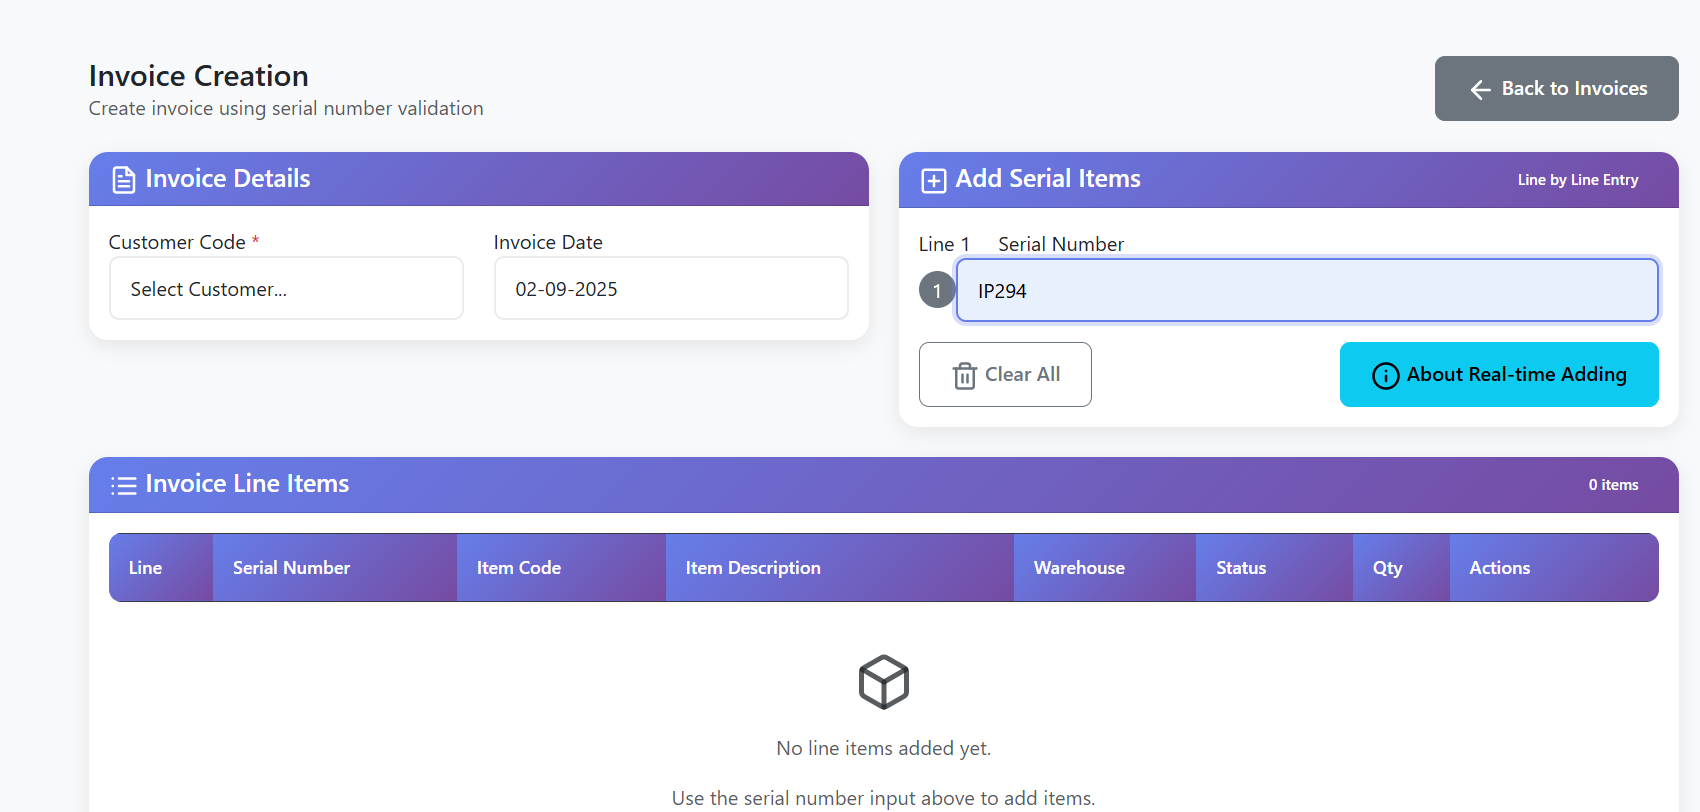 Invoice Creation
Create invoice using serial number validation
Back to Invoices
Invoice Details
Customer Code *
Invoice Date
Select Customer...
02-09-2025
Add Serial Items
Line by Line Entry
Line 1 Serial Number
1 IP294
Clear All
About Real-time Adding
Invoice Line Items
0 items
Line Serial Number Item Code Item Description Warehouse Status Qty Actions
No line items added yet.
Use the serial number input above to add items.